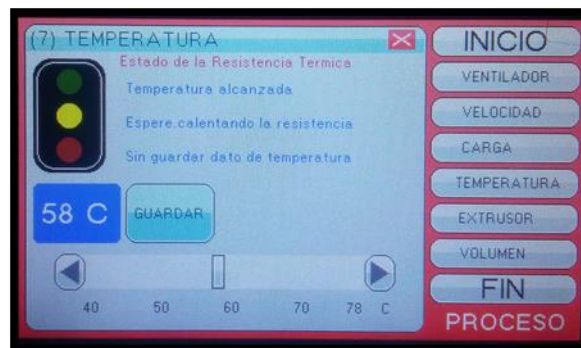 (7) TEMPERATURA
Estado de la Resistencia Termica
Temperatura alcanzada
Espere.calentando la resistencia
Sin guardar dato de temperatura
58 C
GUARDAR
40 50 60 70 78 C
INICIO
VENTILADOR
VELOCIDAD
CARGA
TEMPERATURA
EXTRUSOR
VOLUMEN
FIN
PROCESO